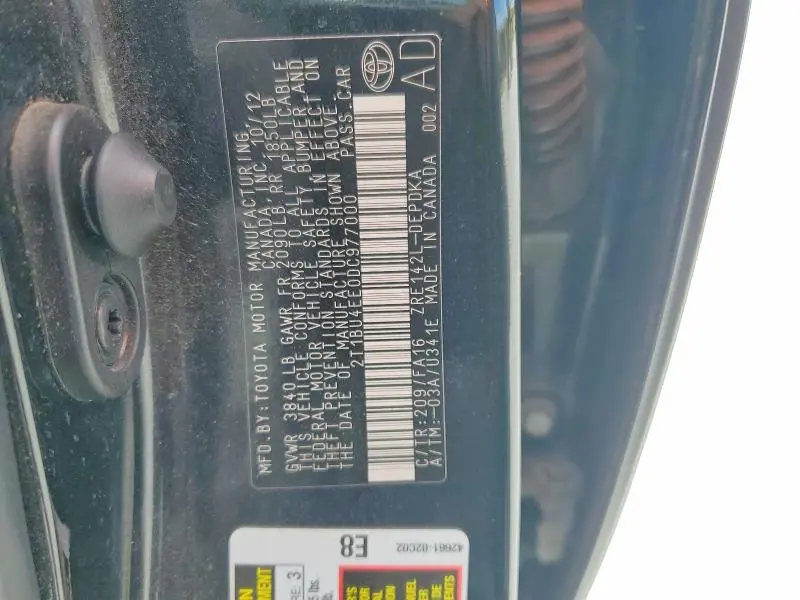 MFD.BY:TOYOTA MOTOR MANUFACTURING
CANADA, INC. 10/12
GVWR 3840 LB GAWR FR 2090LB RR 1850LB
THIS VEHICLE CONFORMS TO ALL APPLICABLE
FEDERAL MOTOR VEHICLE SAFETY, BUMPER, AND
THEFT PREVENTION STANDARDS IN EFFECT ON
THE DATE OF MANUFACTURE SHOWN ABOVE.
2T1BU4EE0DC977000 PASS.CAR
C/TR:209/FA16 ZRE142L-DEPDKA
A/TM:-03A/U341E MADE IN CANADA 002
AD
E8
42661-02C02